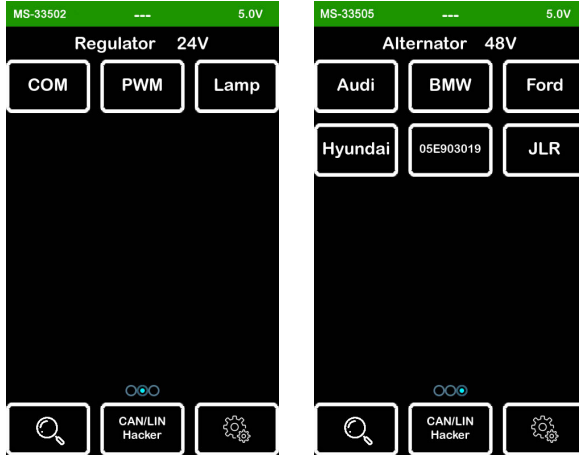 MS-33502 --- 5.0V
Regulator 24V
COM PWM Lamp
CAN/LIN
Hacker
MS-33505 --- 5.0V
Alternator 48V
Audi BMW Ford
Hyundai 05E903019 JLR
CAN/LIN
Hacker